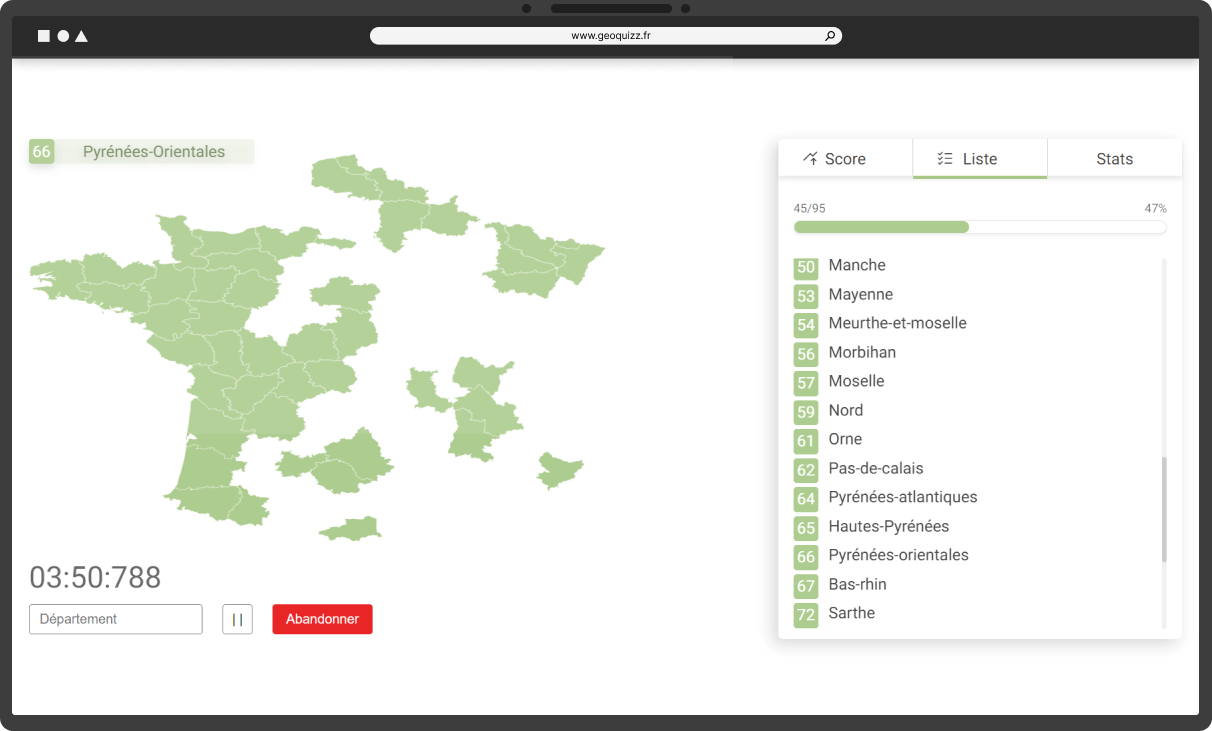 www.geoquizz.fr
66 Pyrénées-Orientales
Score Liste Stats
45/95 47%
50 Manche
53 Mayenne
54 Meurthe-et-moselle
56 Morbihan
57 Moselle
59 Nord
61 Orne
62 Pas-de-calais
64 Pyrénées-atlantiques
65 Hautes-Pyrénées
66 Pyrénées-orientales
67 Bas-rhin
72 Sarthe
03:50:788
Département
Abandonner